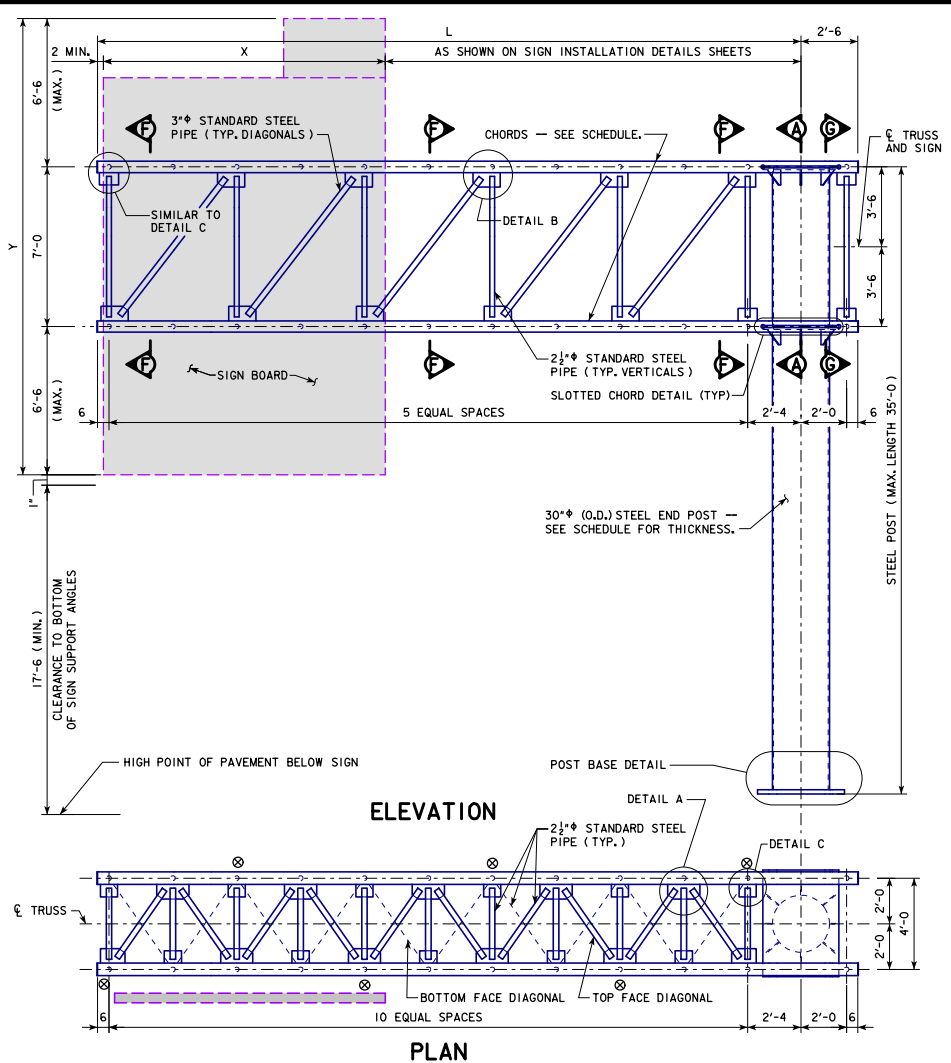 L
2'-6
2 MIN.
X
AS SHOWN ON SIGN INSTALLATION DETAILS SHEETS
6'-6
(MAX.)
3"φ STANDARD STEEL
PIPE (TYP. DIAGONALS)
CHORDS -- SEE SCHEDULE.
F
F
F
A
G
℄ TRUSS
AND SIGN
SIMILAR TO
DETAIL C
DETAIL B
Y
7'-0
3'-6
3'-6
F
F
F
A
G
SIGN BOARD
2½"φ STANDARD STEEL
PIPE (TYP. VERTICALS)
SLOTTED CHORD DETAIL (TYP)
6'-6
(MAX.)
6
5 EQUAL SPACES
2'-4
2'-0
6
1"
30"φ (O.D.) STEEL END POST --
SEE SCHEDULE FOR THICKNESS.
STEEL POST (MAX. LENGTH 35'-0)
17'-6 (MIN.)
CLEARANCE TO BOTTOM
OF SIGN SUPPORT ANGLES
HIGH POINT OF PAVEMENT BELOW SIGN
POST BASE DETAIL
ELEVATION
DETAIL A
2½"φ STANDARD STEEL
PIPE (TYP.)
DETAIL C
℄ TRUSS
2'-0
2'-0
4'-0
BOTTOM FACE DIAGONAL
TOP FACE DIAGONAL
6
10 EQUAL SPACES
2'-4
2'-0
6
PLAN